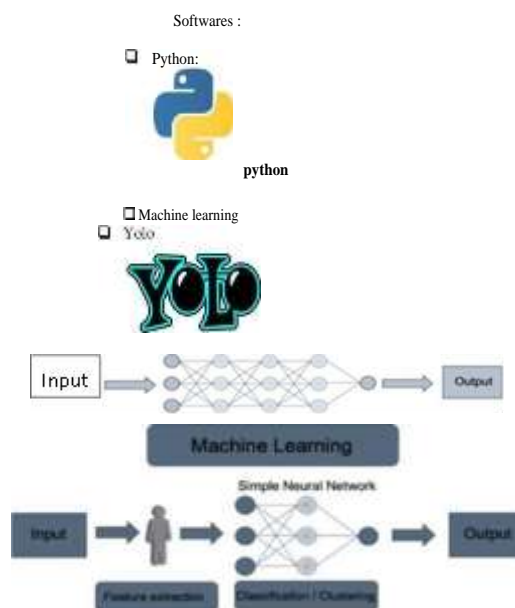 Softwares :
Python:
python
Machine learning
Yolo
YOLO
Input
Output
Machine Learning
Simple Neural Network
Input
Output
Feature extraction
Classification / Clustering